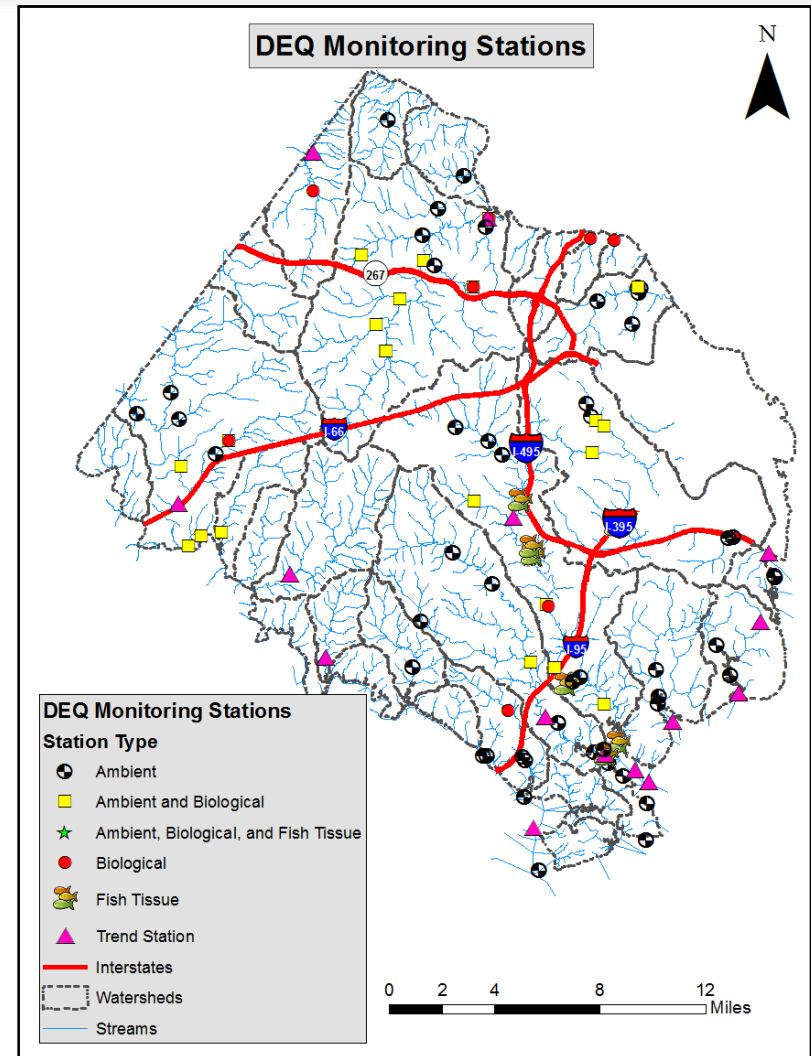 DEQ Monitoring Stations
N
267
I-66
I-495
I-395
I-95
DEQ Monitoring Stations
Station Type
Ambient
Ambient and Biological
Ambient, Biological, and Fish Tissue
Biological
Fish Tissue
Trend Station
Interstates
Watersheds
Streams
0 2 4 8 12
Miles